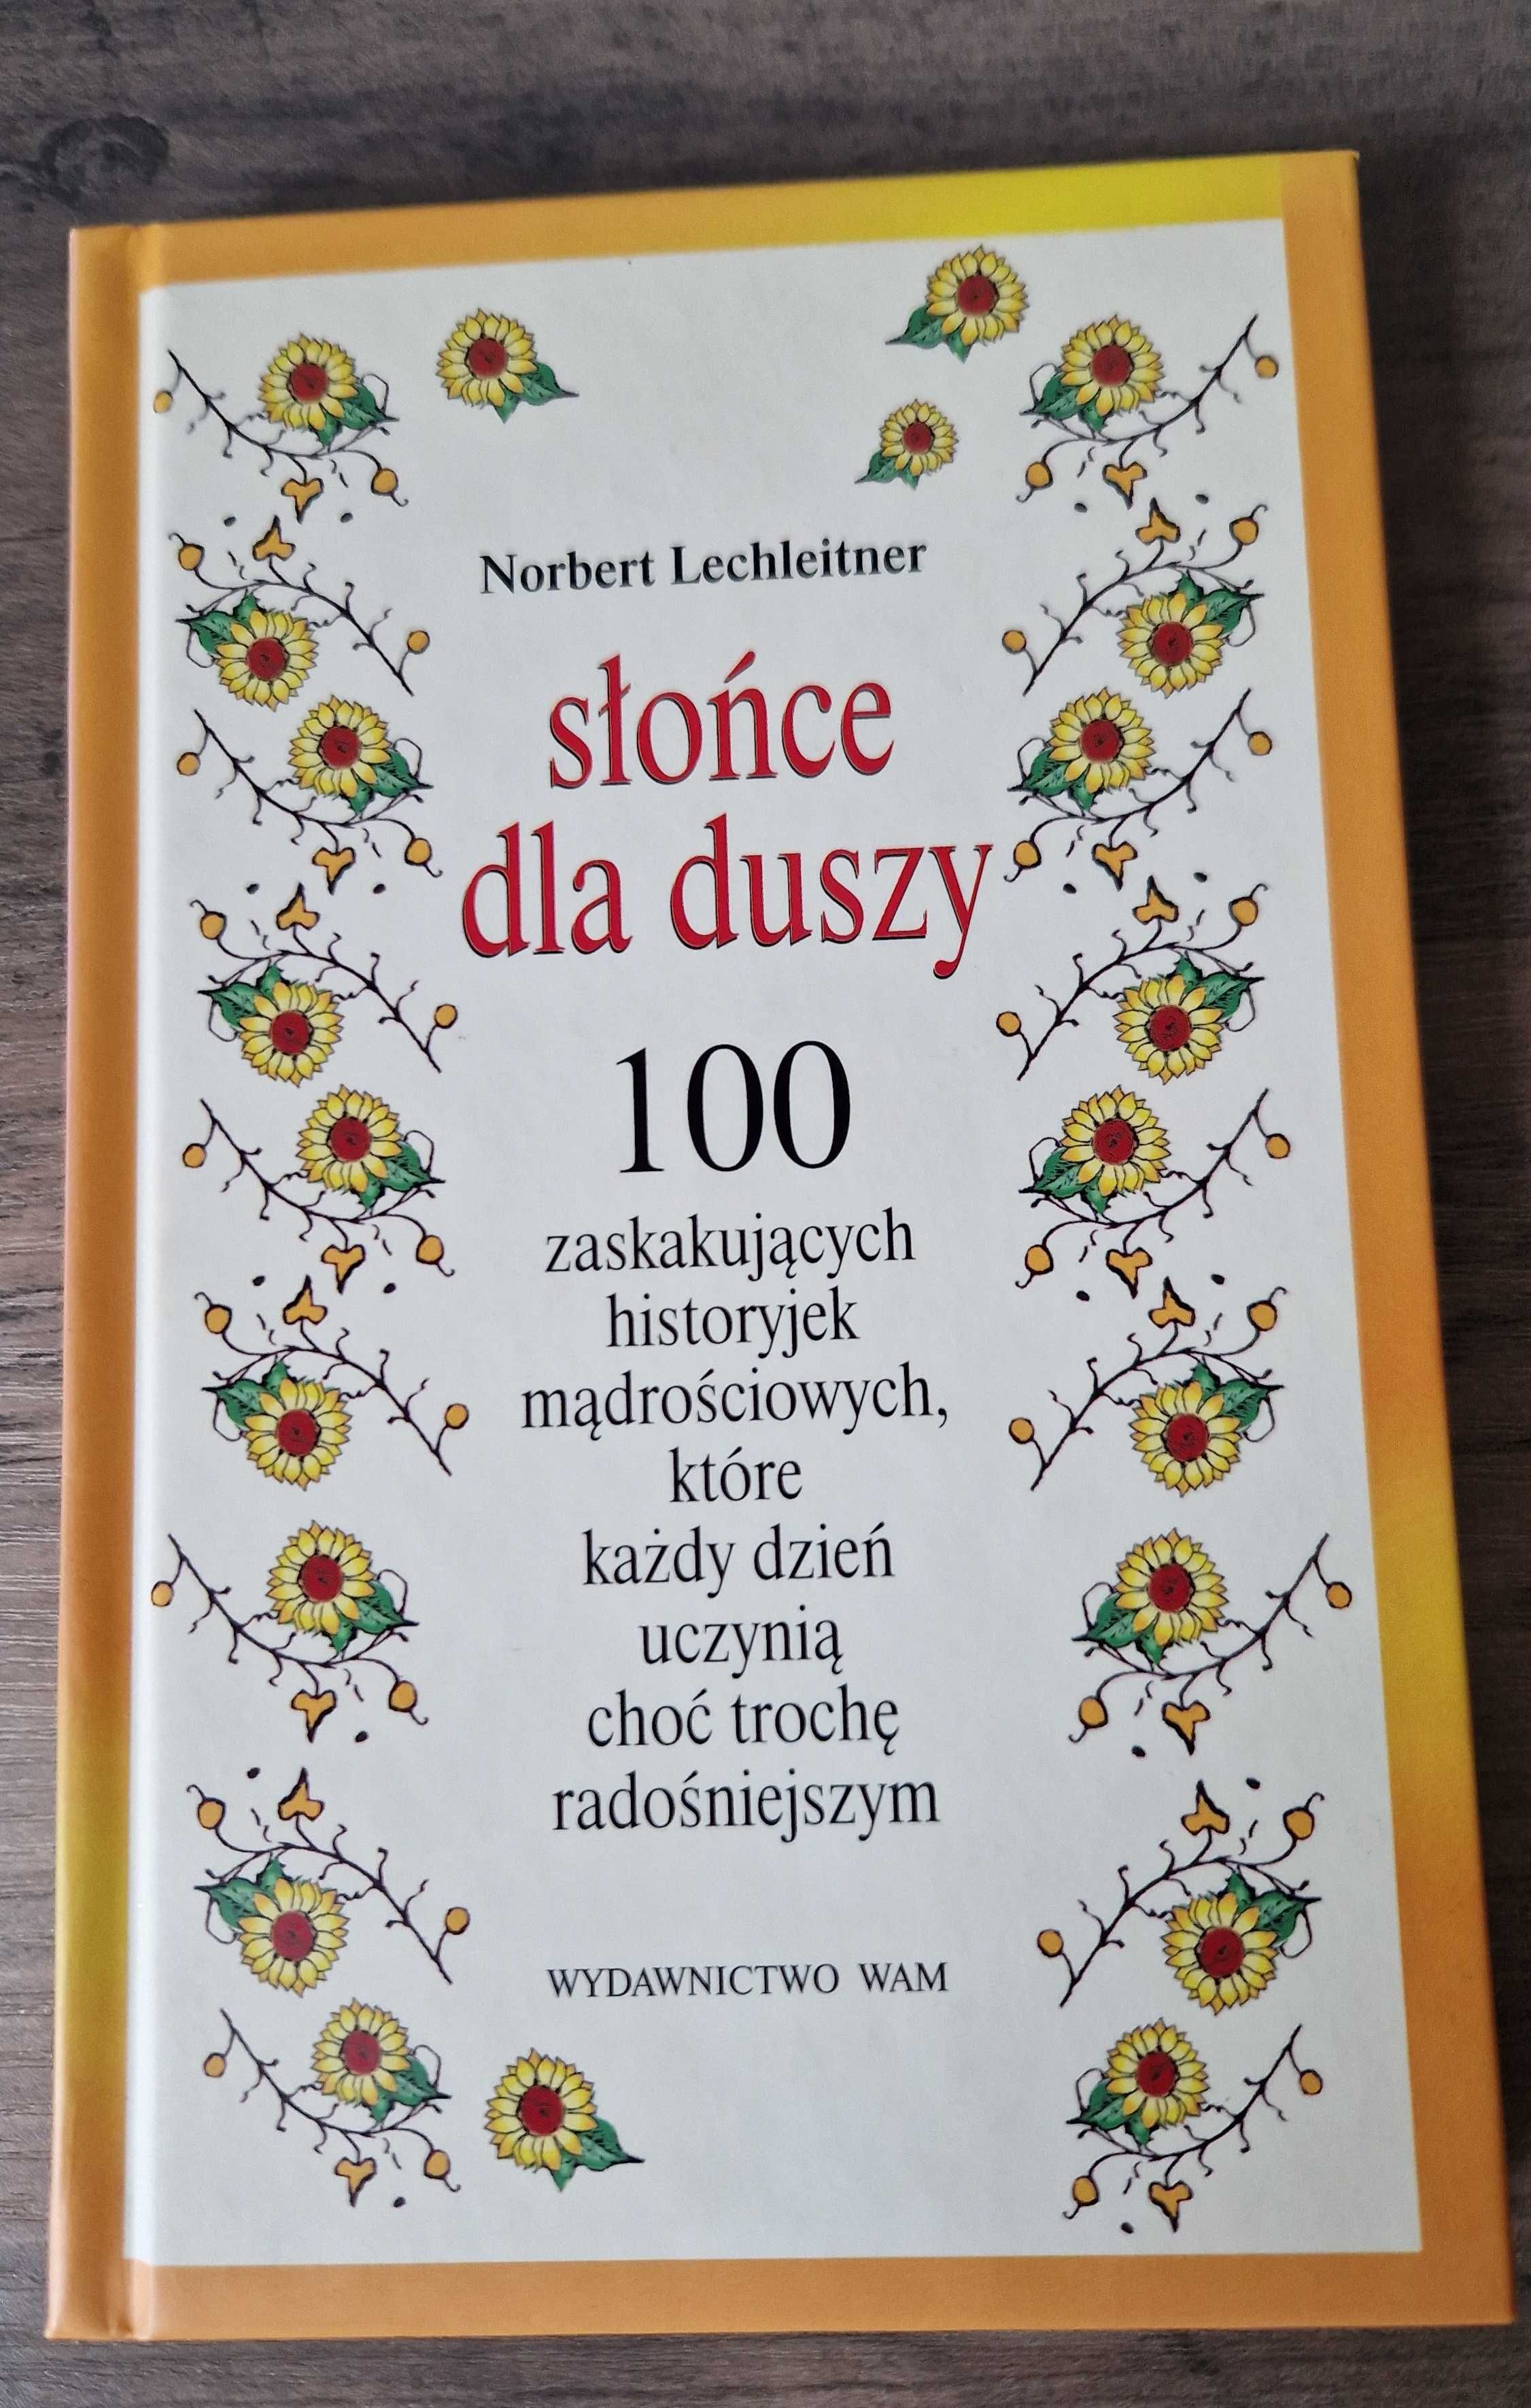 Norbert Lechleitner
słońce
dla duszy
100
zaskakujących
historyjek
mądrościowych,
które
każdy dzień
uczynią
choć trochę
radośniejszym
WYDAWNICTWO WAM